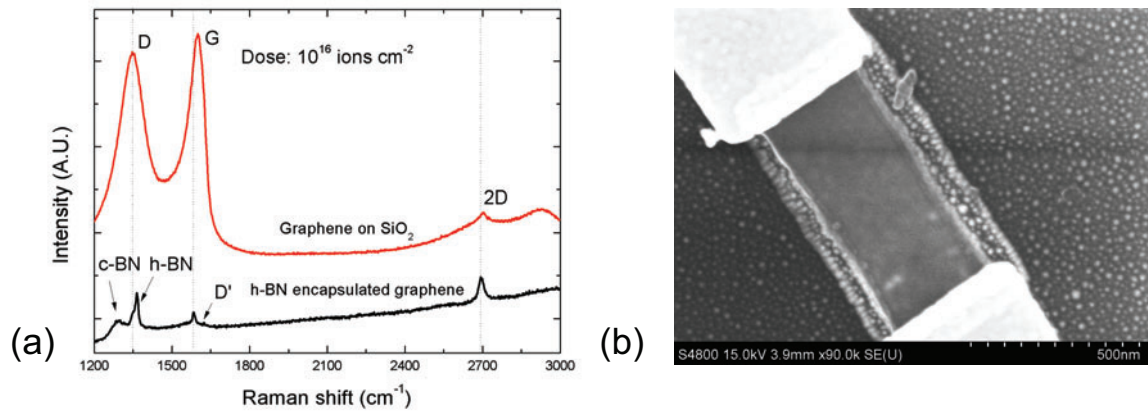 (a)
D
G
Dose: 10¹⁶ ions cm⁻²
2D
Graphene on SiO₂
c-BN
h-BN
D'
h-BN encapsulated graphene
Intensity (A.U.)
1200 1500 1800 2100 2400 2700 3000
Raman shift (cm⁻¹)
(b)
S4800 15.0kV 3.9mm x90.0k SE(U)
500nm